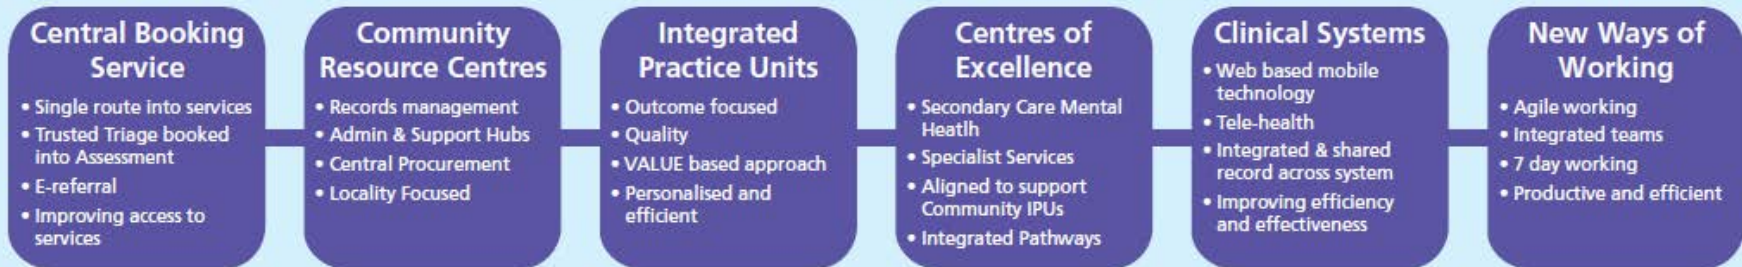 Central Booking
Service
• Single route into services
• Trusted Triage booked
into Assessment
• E-referral
• Improving access to
services
Community
Resource Centres
• Records management
• Admin & Support Hubs
• Central Procurement
• Locality Focused
Integrated
Practice Units
• Outcome focused
• Quality
• VALUE based approach
• Personalised and
efficient
Centres of
Excellence
• Secondary Care Mental
Heatlh
• Specialist Services
• Aligned to support
Community IPUs
• Integrated Pathways
Clinical Systems
• Web based mobile
technology
• Tele-health
• Integrated & shared
record across system
• Improving efficiency
and effectiveness
New Ways of
Working
• Agile working
• Integrated teams
• 7 day working
• Productive and efficient